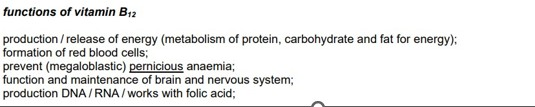 functions of vitamin B₁₂
production / release of energy (metabolism of protein, carbohydrate and fat for energy);
formation of red blood cells;
prevent (megaloblastic) pernicious anaemia;
function and maintenance of brain and nervous system;
production DNA / RNA / works with folic acid;